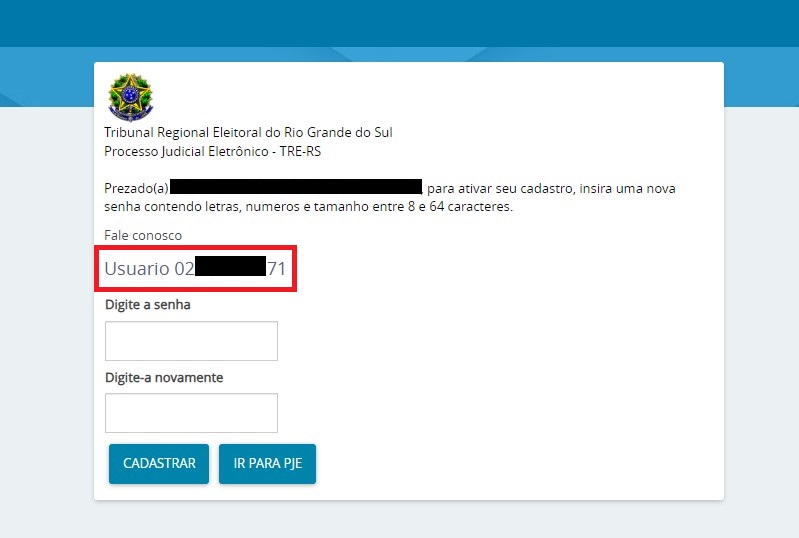 Tribunal Regional Eleitoral do Rio Grande do Sul
Processo Judicial Eletrônico - TRE-RS
Prezado(a) , para ativar seu cadastro, insira uma nova
senha contendo letras, numeros e tamanho entre 8 e 64 caracteres.
Fale conosco
Usuario 02 71
Digite a senha
Digite-a novamente
CADASTRAR IR PARA PJE